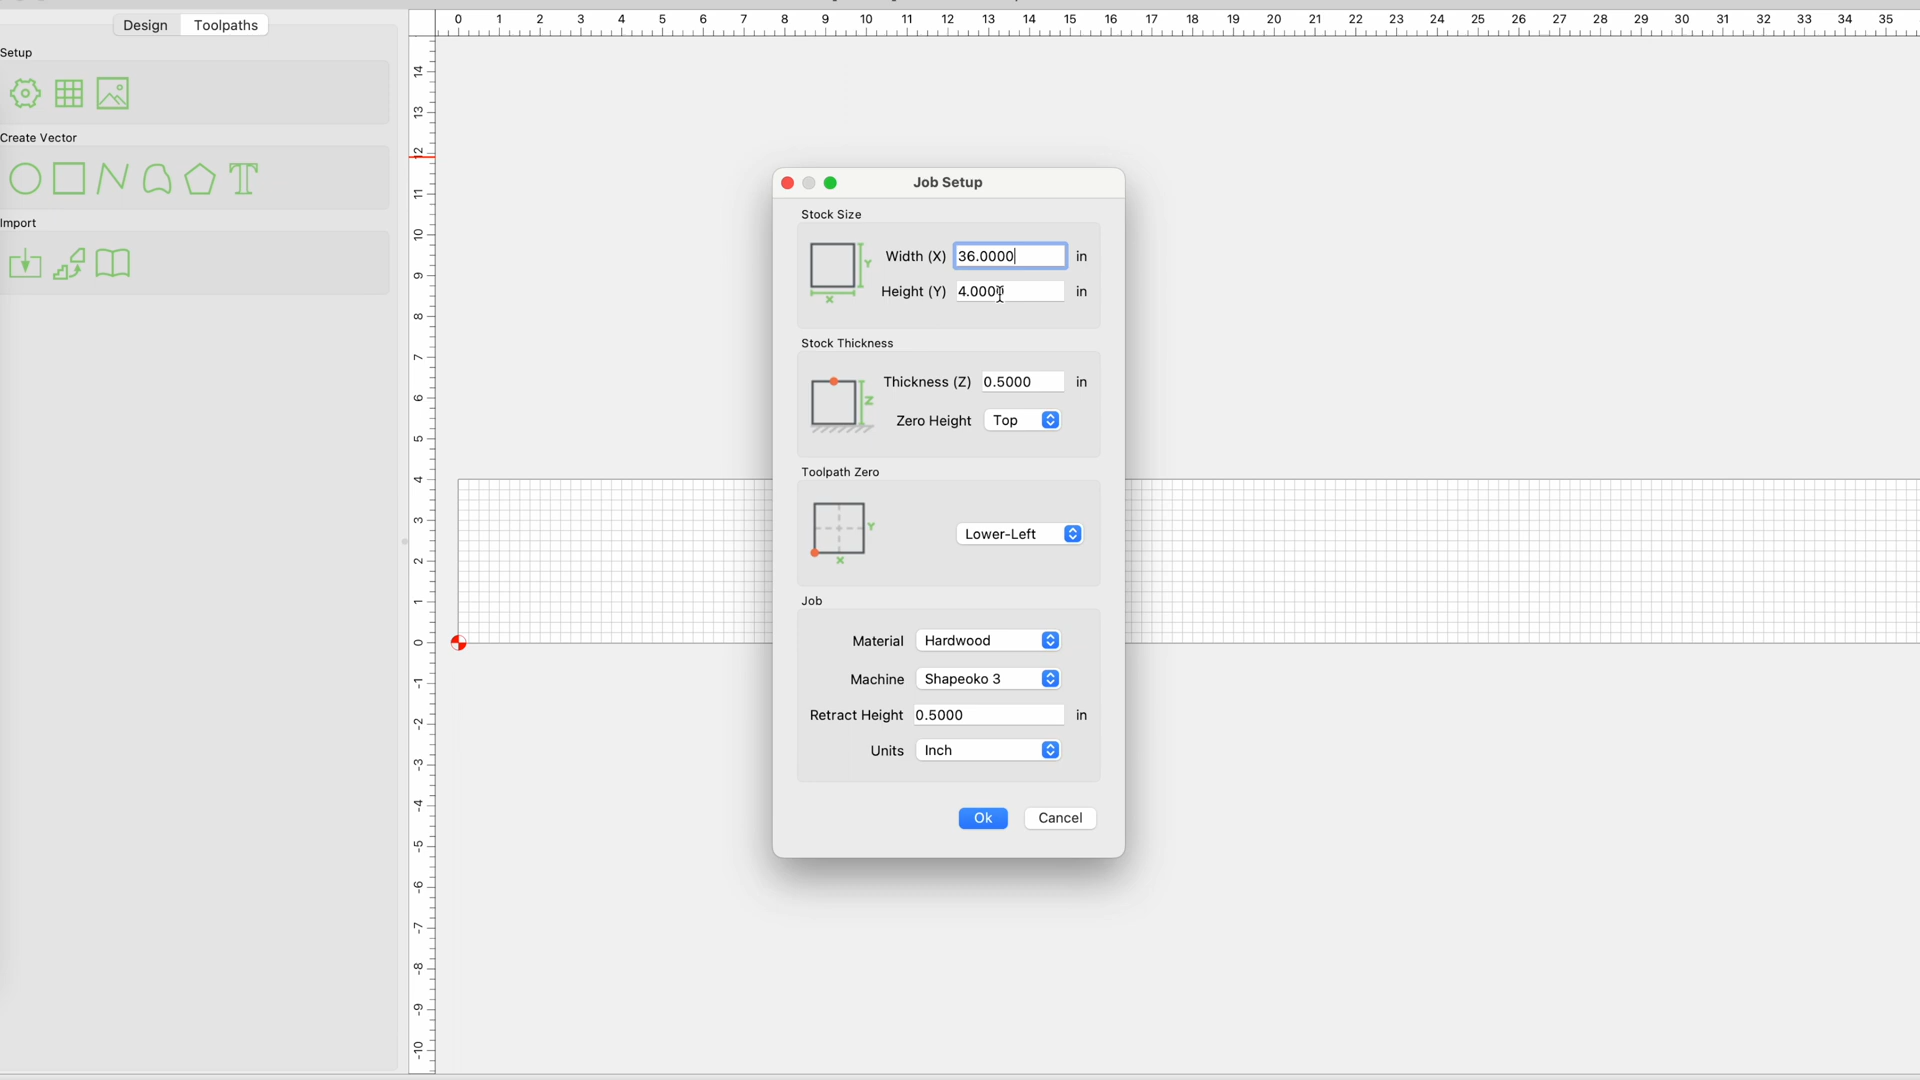 Design Toolpaths
0 1 2 3 4 5 6 7 8 9 10 11 12 13 14 15 16 17 18 19 20 21 22 23 24 25 26 27 28 29 30 31 32 33 34 35
Setup
Create Vector
T
Import
14
13
12
11
10
9
8
7
6
5
4
3
2
1
0
-1
-2
-3
-4
-5
-6
-7
-8
-9
-10
Job Setup
Stock Size
Width (X) 36.0000 in
Y
Height (Y) 4.0000 in
X
Stock Thickness
Thickness (Z) 0.5000 in
Z
Zero Height Top
Toolpath Zero
Y
Lower-Left
X
Job
Material Hardwood
Machine Shapeoko 3
Retract Height 0.5000 in
Units Inch
Ok Cancel